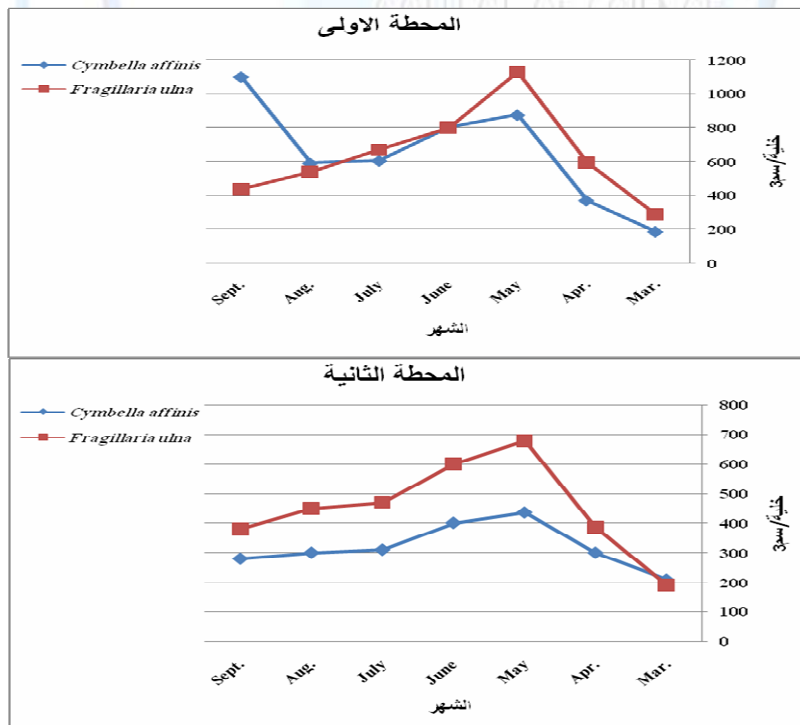 المحطة الاولى
Cymbella affinis
Fragillaria ulna
1200
1000
800
600
400
200
0
خلية/سم3
Sept.
Aug.
July
June
May
Apr.
Mar.
الشهر
المحطة الثانية
Cymbella affinis
Fragillaria ulna
800
700
600
500
400
300
200
100
0
خلية/سم3
Sept.
Aug.
July
June
May
Apr.
Mar.
الشهر